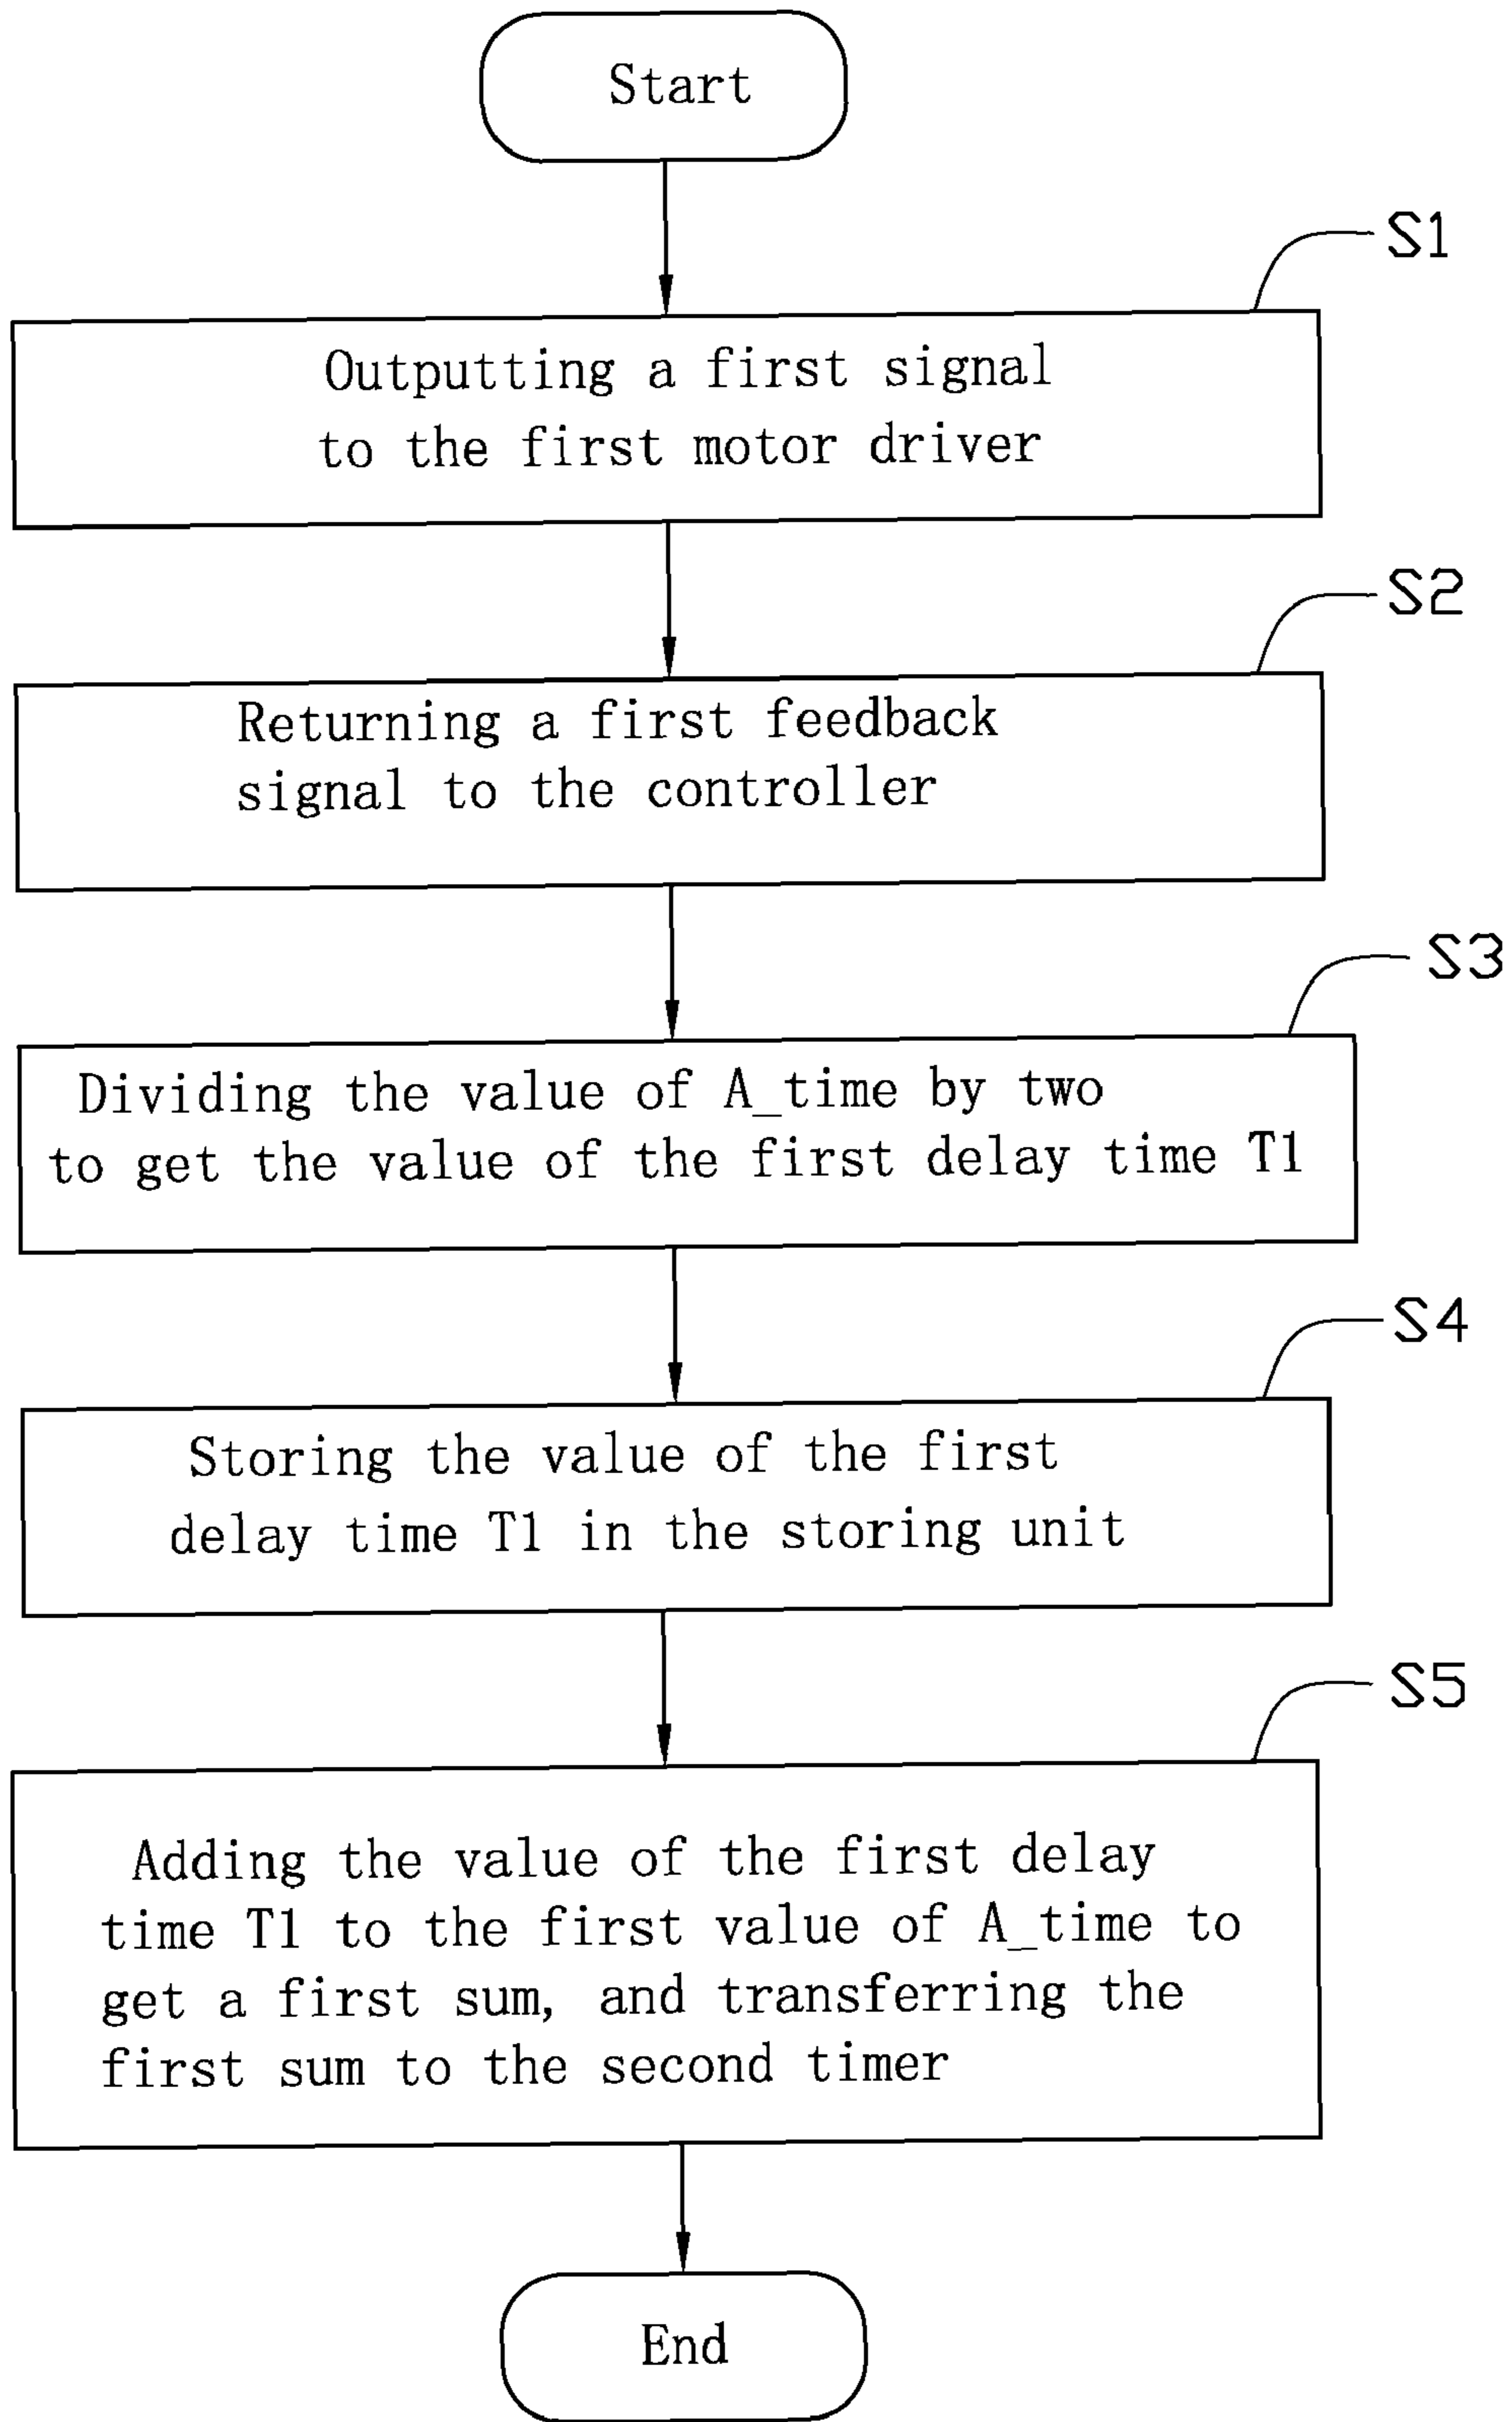 Start
S1
Outputting a first signal
to the first motor driver
S2
Returning a first feedback
signal to the controller
S3
Dividing the value of A_time by two
to get the value of the first delay time T1
S4
Storing the value of the first
delay time T1 in the storing unit
S5
Adding the value of the first delay
time T1 to the first value of A_time to
get a first sum, and transferring the
first sum to the second timer
End